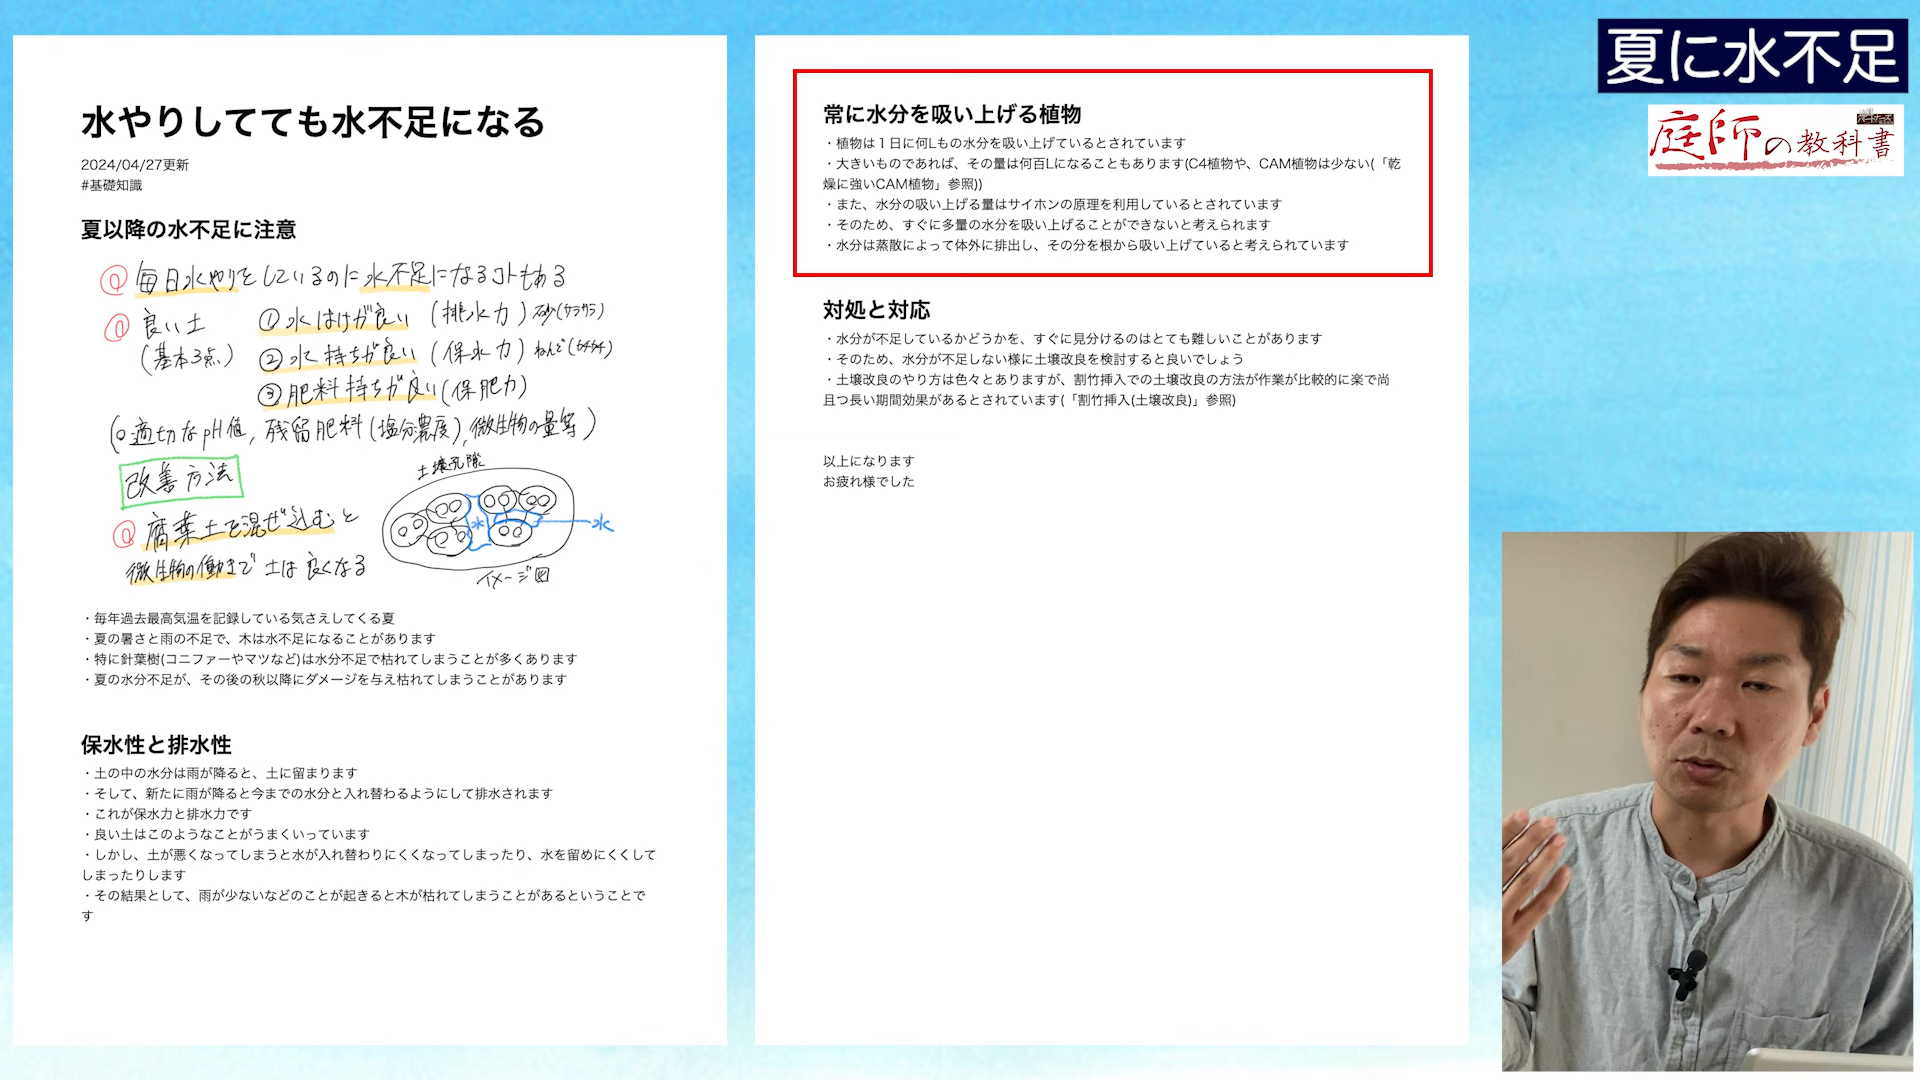 水やりしてても水不足になる
2024/04/27更新
#基礎知識
夏以降の水不足に注意
◎ 毎日水やりをしているのに水不足になるコトもある
◎ 良い土 ①水はけが良い (排水力) 砂(サラサラ)
(基本3点) ②水持ちが良い (保水力) ねんど
③肥料持ちが良い (保肥力)
(○適切なpH値, 残留肥料(塩分濃度), 微生物の量等)
改善方法
◎ 腐葉土を混ぜ込むと
微生物の働きで土は良くなる
土壌孔隙
水
水
イメージ図
・毎年過去最高気温を記録している気さえしてくる夏
・夏の暑さと雨の不足で、木は水不足になることがあります
・特に針葉樹(コニファーやマツなど)は水分不足で枯れてしまうことが多くあります
・夏の水分不足が、その後の秋以降にダメージを与え枯れてしまうことがあります
保水性と排水性
・土の中の水分は雨が降ると、土に留まります
・そして、新たに雨が降ると今までの水分と入れ替わるようにして排水されます
・これが保水力と排水力です
・良い土はこのようなことがうまくいっています
・しかし、土が悪くなってしまうと水が入れ替わりにくくなってしまったり、水を留めにくくして
しまったりします
・その結果として、雨が少ないなどのことが起きると木が枯れてしまうことがあるということで
す
常に水分を吸い上げる植物
・植物は１日に何Lもの水分を吸い上げているとされています
・大きいものであれば、その量は何百Lになることもあります(C4植物や、CAM植物は少ない(「乾
燥に強いCAM植物」参照))
・また、水分の吸い上げる量はサイホンの原理を利用しているとされています
・そのため、すぐに多量の水分を吸い上げることができないと考えられます
・水分は蒸散によって体外に排出し、その分を根から吸い上げていると考えられています
対処と対応
・水分が不足しているかどうかを、すぐに見分けるのはとても難しいことがあります
・そのため、水分が不足しない様に土壌改良を検討すると良いでしょう
・土壌改良のやり方は色々とありますが、割竹挿入での土壌改良の方法が作業が比較的に楽で尚
且つ長い期間効果があるとされています(「割竹挿入(土壌改良)」参照)
以上になります
お疲れ様でした
夏に水不足
庭師の教科書